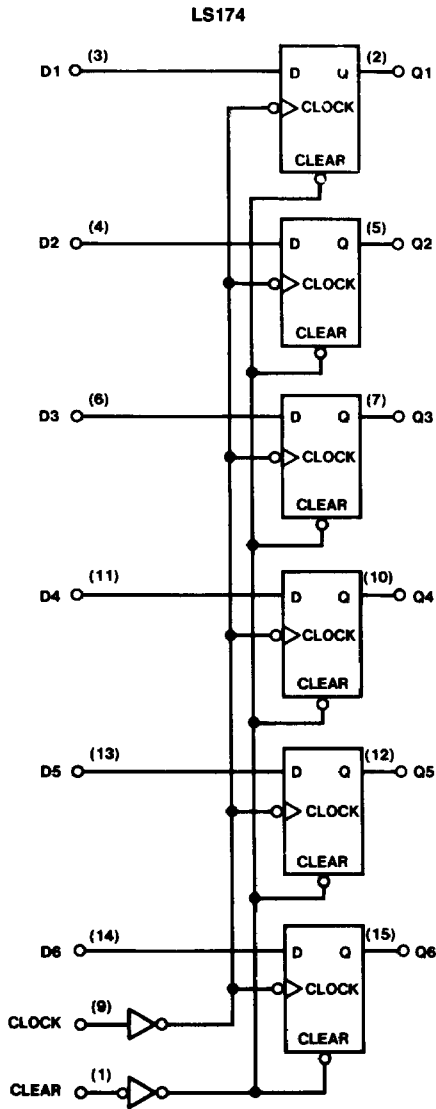 LS174
D1 (3) D Q (2) Q1
CLOCK
CLEAR
D2 (4) D Q (5) Q2
CLOCK
CLEAR
D3 (6) D Q (7) Q3
CLOCK
CLEAR
D4 (11) D Q (10) Q4
CLOCK
CLEAR
D5 (13) D Q (12) Q5
CLOCK
CLEAR
D6 (14) D Q (15) Q6
CLOCK
CLOCK (9)
CLEAR
CLEAR (1)